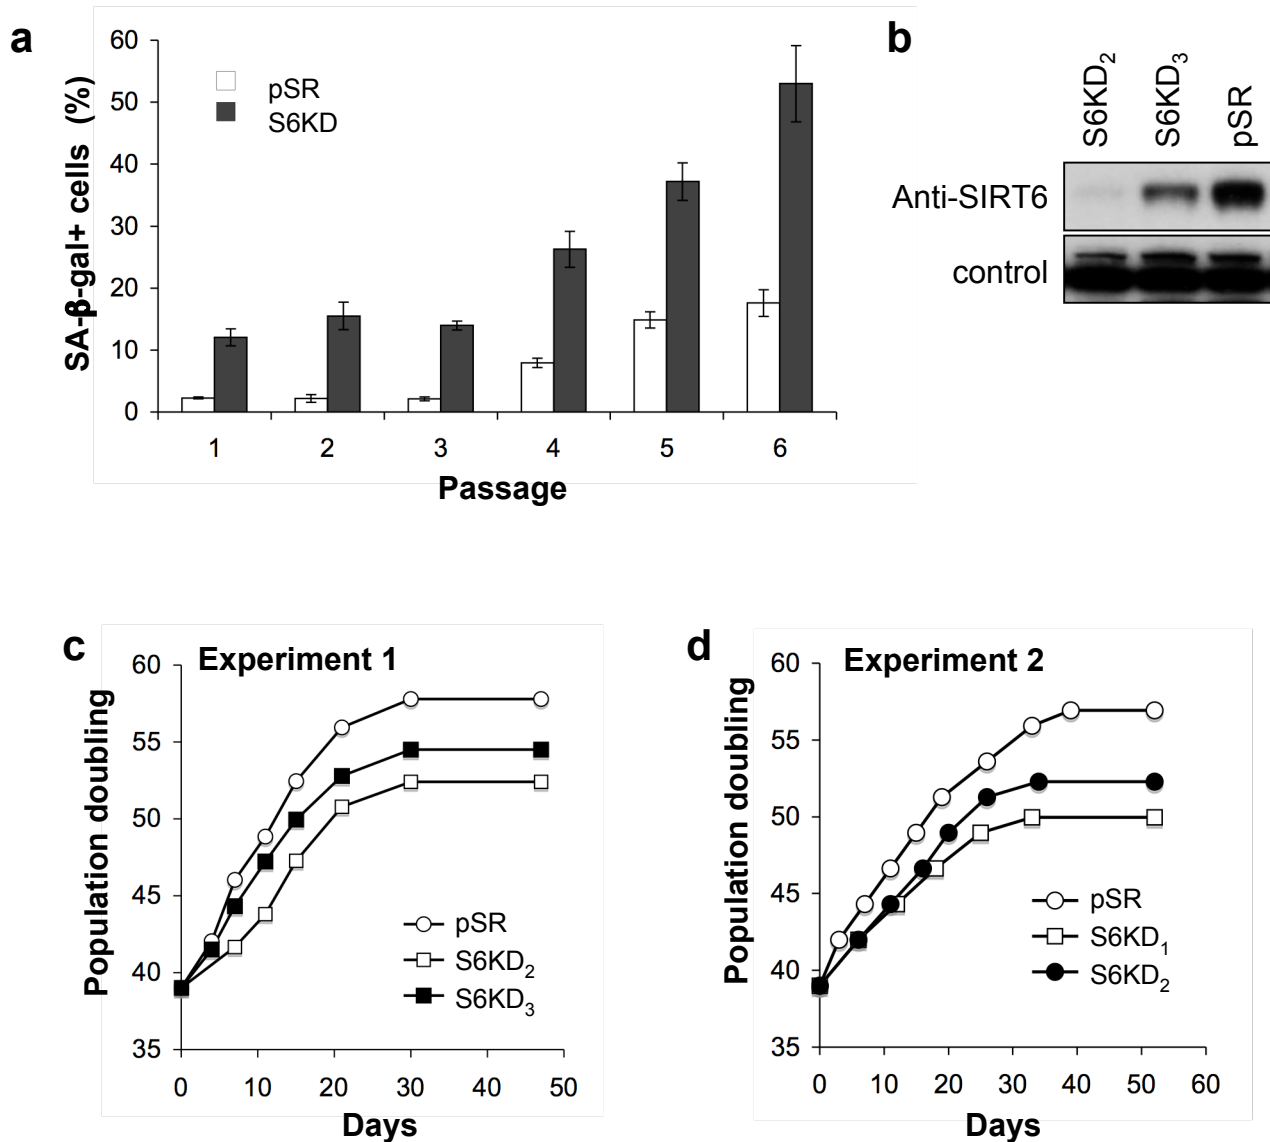 a
SA-β-gal+ cells (%)
60
50
40
30
20
10
0
pSR
S6KD
1 2 3 4 5 6
Passage
b
S6KD2 S6KD3 pSR
Anti-SIRT6
control
c
Experiment 1
Population doubling
60
55
50
45
40
35
pSR
S6KD2
S6KD3
0 10 20 30 40 50
Days
d
Experiment 2
Population doubling
60
55
50
45
40
35
pSR
S6KD1
S6KD2
0 10 20 30 40 50 60
Days